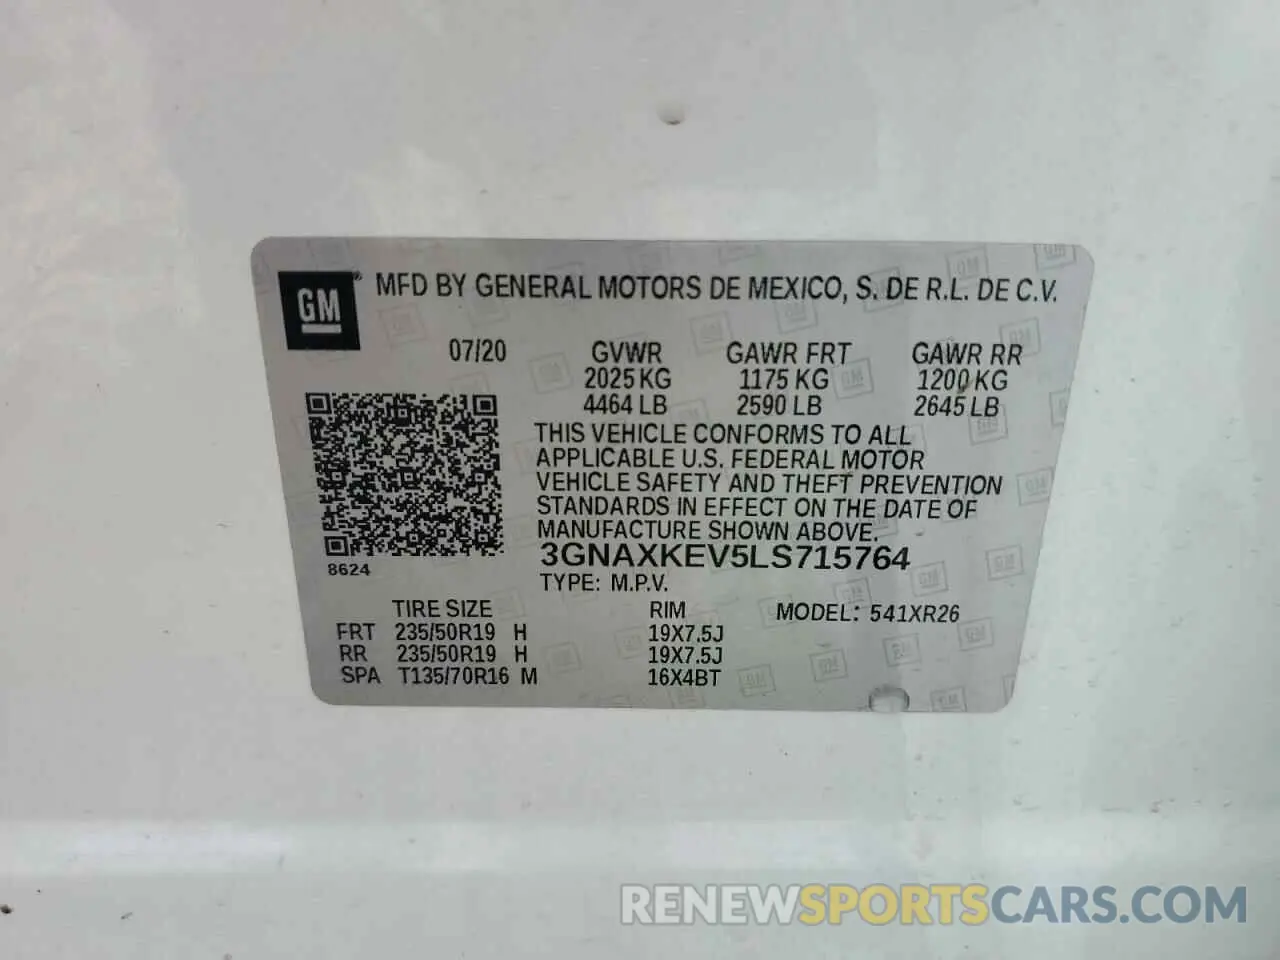 GM® MFD BY GENERAL MOTORS DE MEXICO, S. DE R.L. DE C.V.
07/20 GVWR GAWR FRT GAWR RR
2025 KG 1175 KG 1200 KG
4464 LB 2590 LB 2645 LB
THIS VEHICLE CONFORMS TO ALL
APPLICABLE U.S. FEDERAL MOTOR
VEHICLE SAFETY AND THEFT PREVENTION
STANDARDS IN EFFECT ON THE DATE OF
MANUFACTURE SHOWN ABOVE.
3GNAXKEV5LS715764
8624
TYPE: M.P.V.
TIRE SIZE RIM MODEL: 541XR26
FRT 235/50R19 H 19X7.5J
RR 235/50R19 H 19X7.5J
SPA T135/70R16 M 16X4BT
RENEWSPORTSCARS.COM